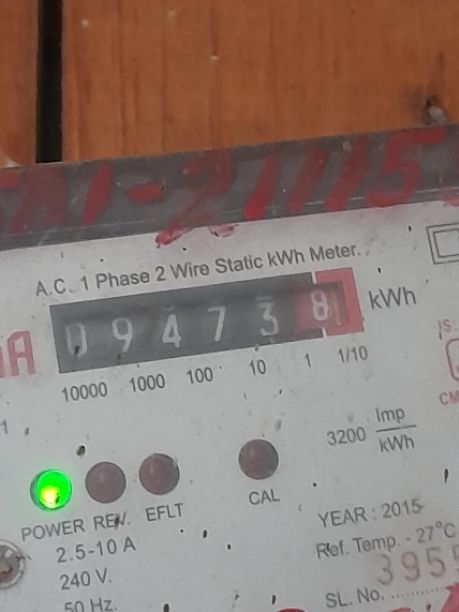 A.C. 1 Phase 2 Wire Static kWh Meter.
0 9 4 7 3 8 kWh
10000 1000 100 10 1 1/10
3200 Imp/kWh
POWER REV. EFLT CAL
2.5-10 A
240 V.
50 Hz.
YEAR : 2015
Ref. Temp. - 27°C
SL. No.
3955